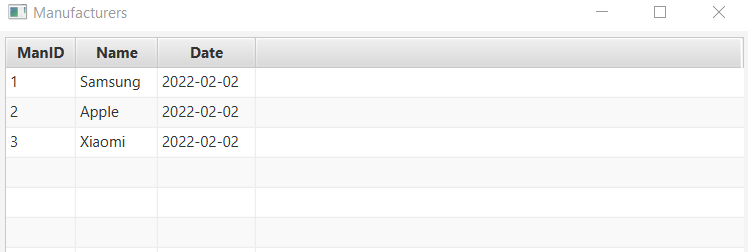 Manufacturers
ManID Name Date
1 Samsung 2022-02-02
2 Apple 2022-02-02
3 Xiaomi 2022-02-02